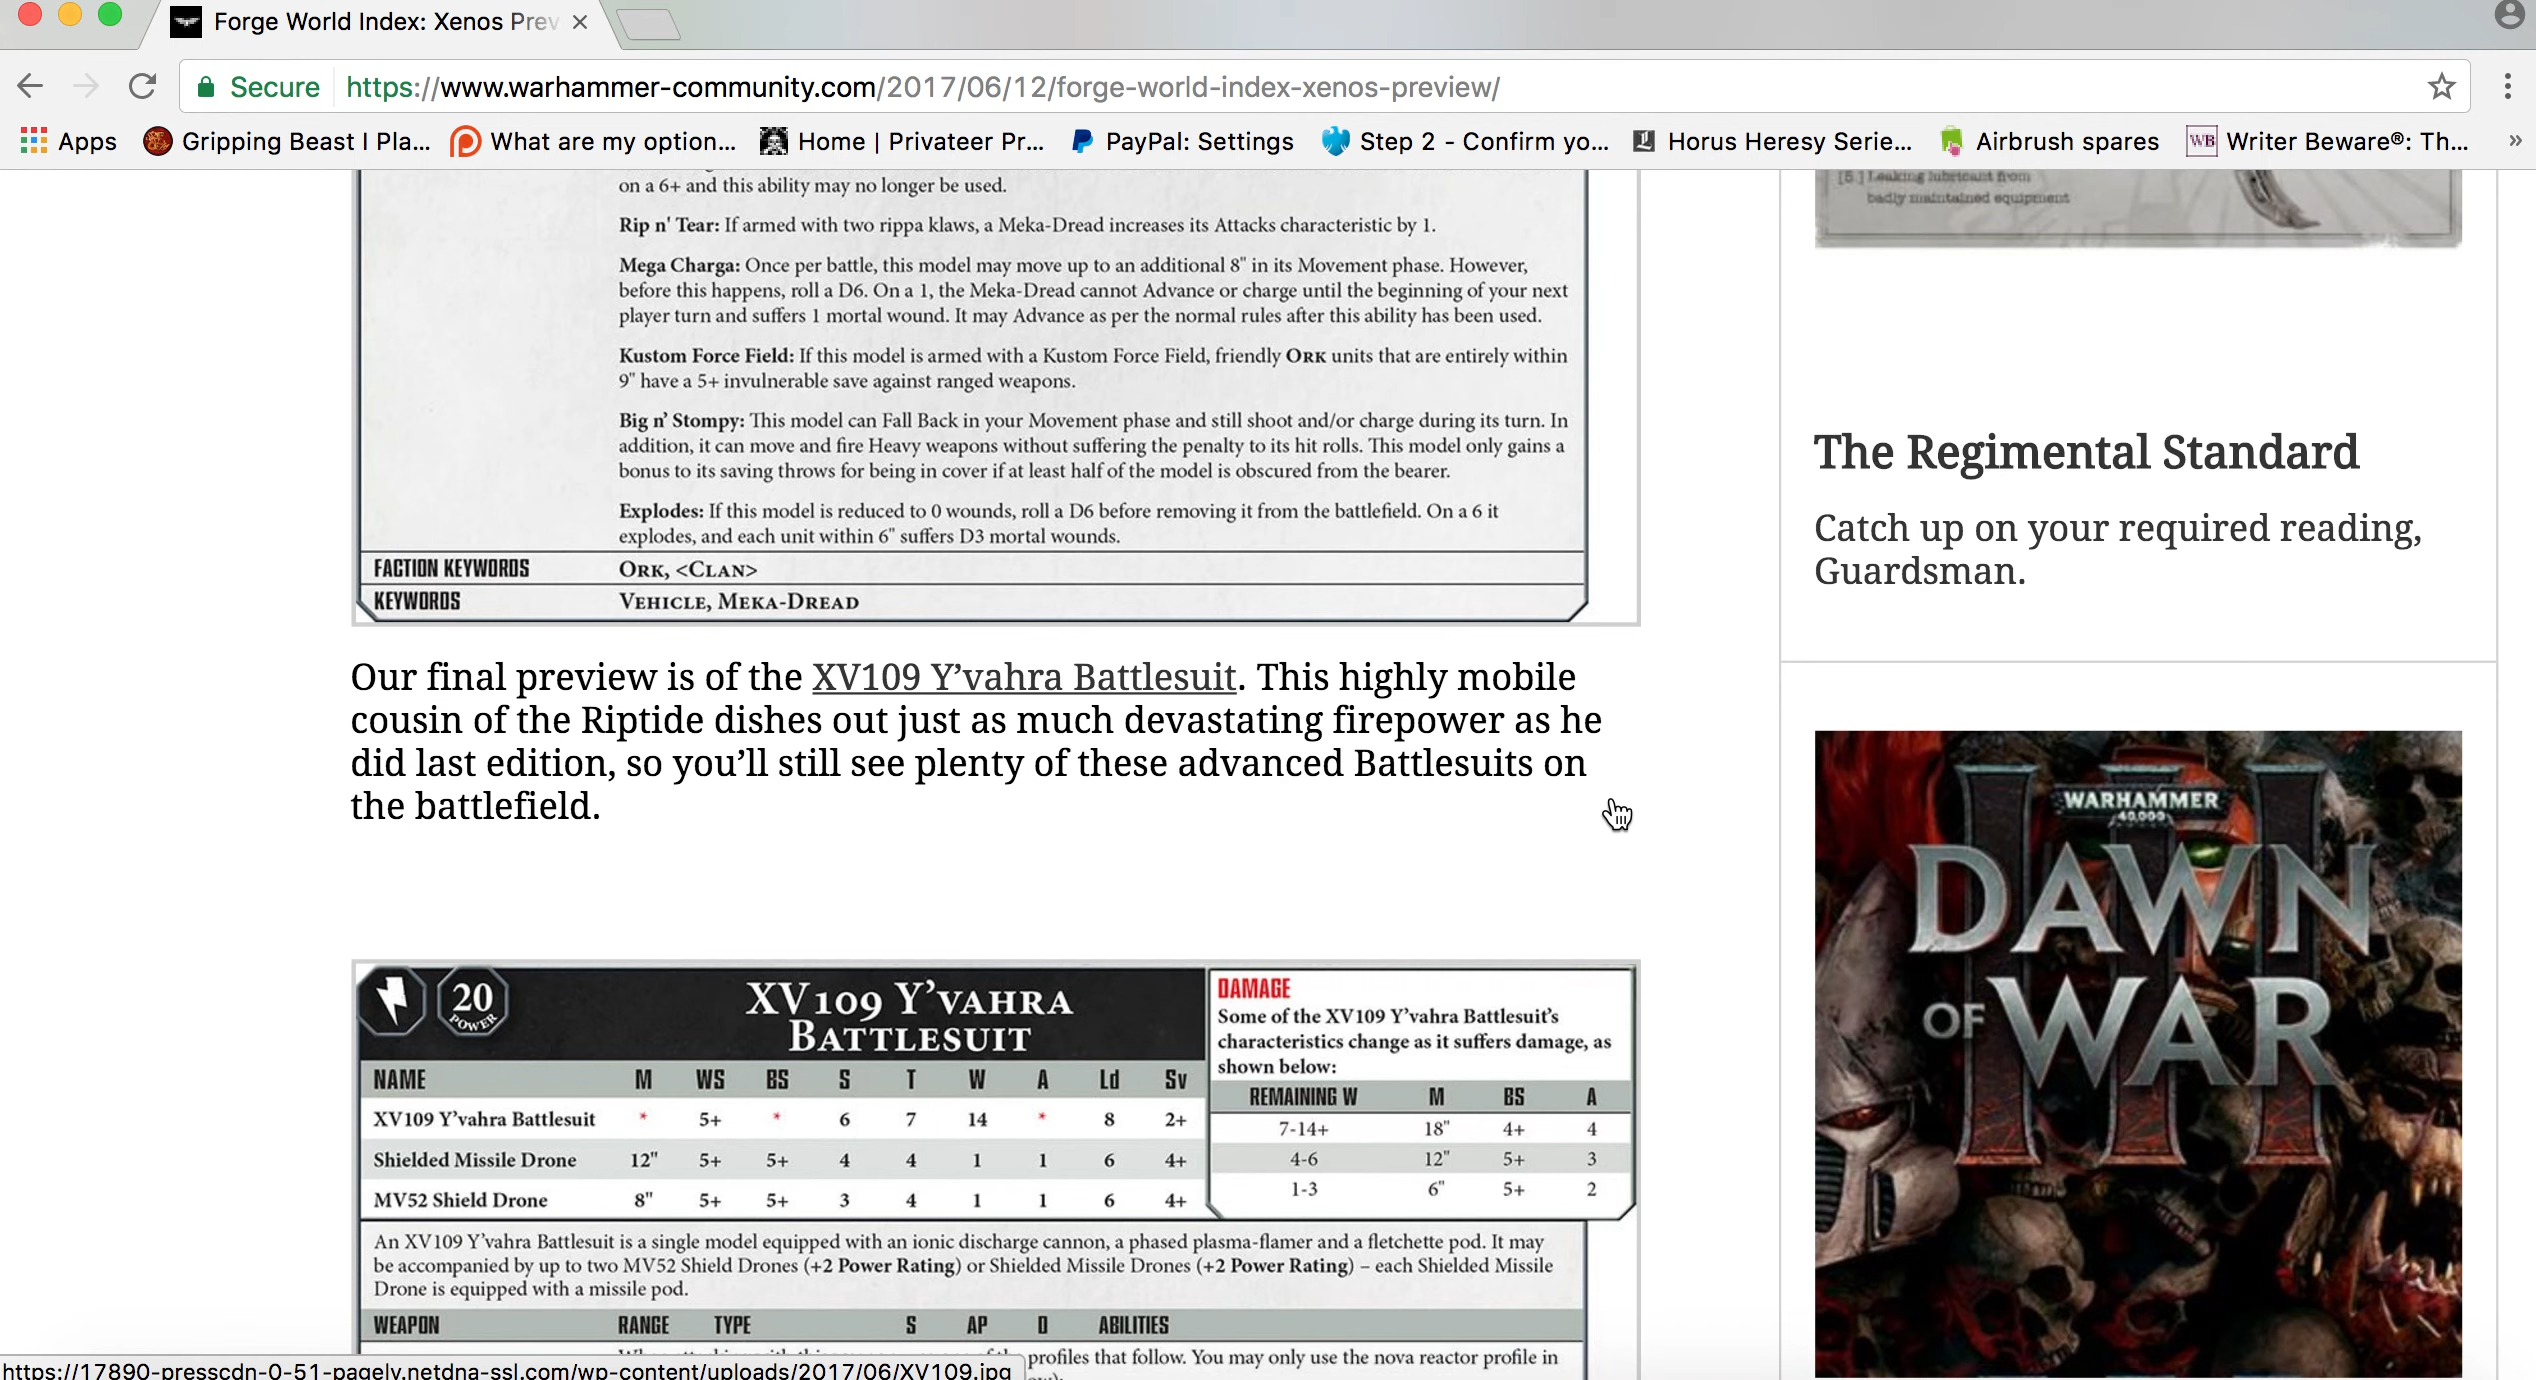 Forge World Index: Xenos Prev
Secure https://www.warhammer-community.com/2017/06/12/forge-world-index-xenos-preview/
Apps Gripping Beast I Pla... What are my option... Home | Privateer Pr... PayPal: Settings Step 2 - Confirm yo... Horus Heresy Serie... Airbrush spares WB Writer Beware®: Th... »
on a 6+ and this ability may no longer be used.
Rip n' Tear: If armed with two rippa klaws, a Meka-Dread increases its Attacks characteristic by 1.
Mega Charga: Once per battle, this model may move up to an additional 8" in its Movement phase. However,
before this happens, roll a D6. On a 1, the Meka-Dread cannot Advance or charge until the beginning of your next
player turn and suffers 1 mortal wound. It may Advance as per the normal rules after this ability has been used.
Kustom Force Field: If this model is armed with a Kustom Force Field, friendly ORK units that are entirely within
9" have a 5+ invulnerable save against ranged weapons.
Big n' Stompy: This model can Fall Back in your Movement phase and still shoot and/or charge during its turn. In
addition, it can move and fire Heavy weapons without suffering the penalty to its hit rolls. This model only gains a
bonus to its saving throws for being in cover if at least half of the model is obscured from the bearer.
Explodes: If this model is reduced to 0 wounds, roll a D6 before removing it from the battlefield. On a 6 it
explodes, and each unit within 6" suffers D3 mortal wounds.
FACTION KEYWORDS ORK, <CLAN>
KEYWORDS VEHICLE, MEKA-DREAD
Our final preview is of the XV109 Y’vahra Battlesuit. This highly mobile
cousin of the Riptide dishes out just as much devastating firepower as he
did last edition, so you’ll still see plenty of these advanced Battlesuits on
the battlefield.
20 POWER
XV109 Y’VAHRA
BATTLESUIT
NAME M WS BS S T W A Ld Sv
XV109 Y'vahra Battlesuit * 5+ * 6 7 14 * 8 2+
Shielded Missile Drone 12" 5+ 5+ 4 4 1 1 6 4+
MV52 Shield Drone 8" 5+ 5+ 3 4 1 1 6 4+
DAMAGE
Some of the XV109 Y'vahra Battlesuit's
characteristics change as it suffers damage, as
shown below:
REMAINING W M BS A
7-14+ 18" 4+ 4
4-6 12" 5+ 3
1-3 6" 5+ 2
An XV109 Y'vahra Battlesuit is a single model equipped with an ionic discharge cannon, a phased plasma-flamer and a fletchette pod. It may
be accompanied by up to two MV52 Shield Drones (+2 Power Rating) or Shielded Missile Drones (+2 Power Rating) – each Shielded Missile
Drone is equipped with a missile pod.
WEAPON RANGE TYPE S AP D ABILITIES
profiles that follow. You may only use the nova reactor profile in
https://17890-presscdn-0-51-pagely.netdna-ssl.com/wp-content/uploads/2017/06/XV109.jpg
[5.] Leaking lubricant from
badly maintained equipment
The Regimental Standard
Catch up on your required reading,
Guardsman.
WARHAMMER
40,000
DAWN
OF WAR
III